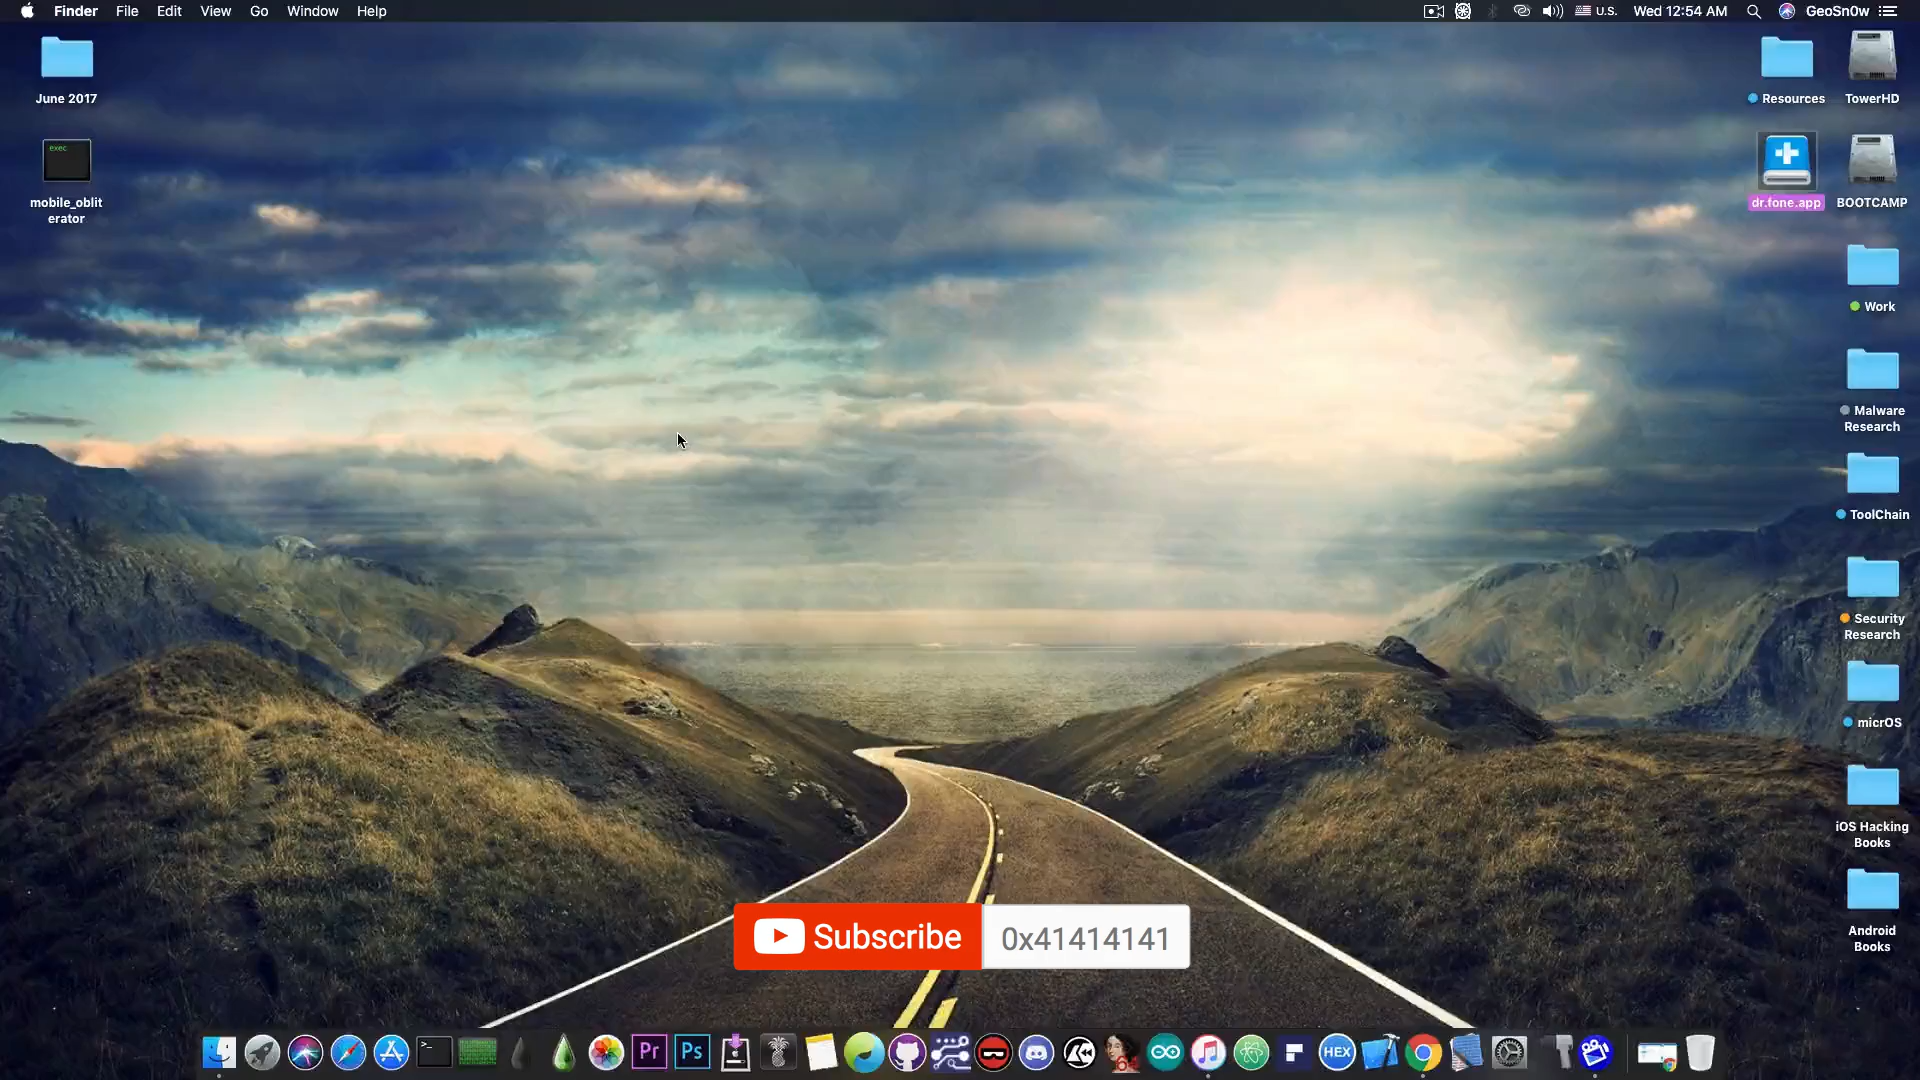 Finder File Edit View Go Window Help
U.S. Wed 12:54 AM GeoSn0w
June 2017
exec
mobile_oblit
erator
Resources
TowerHD
dr.fone.app
BOOTCAMP
Work
Malware
Research
ToolChain
Security
Research
micrOS
iOS Hacking
Books
Android
Books
Subscribe 0x41414141
Pr Ps HEX